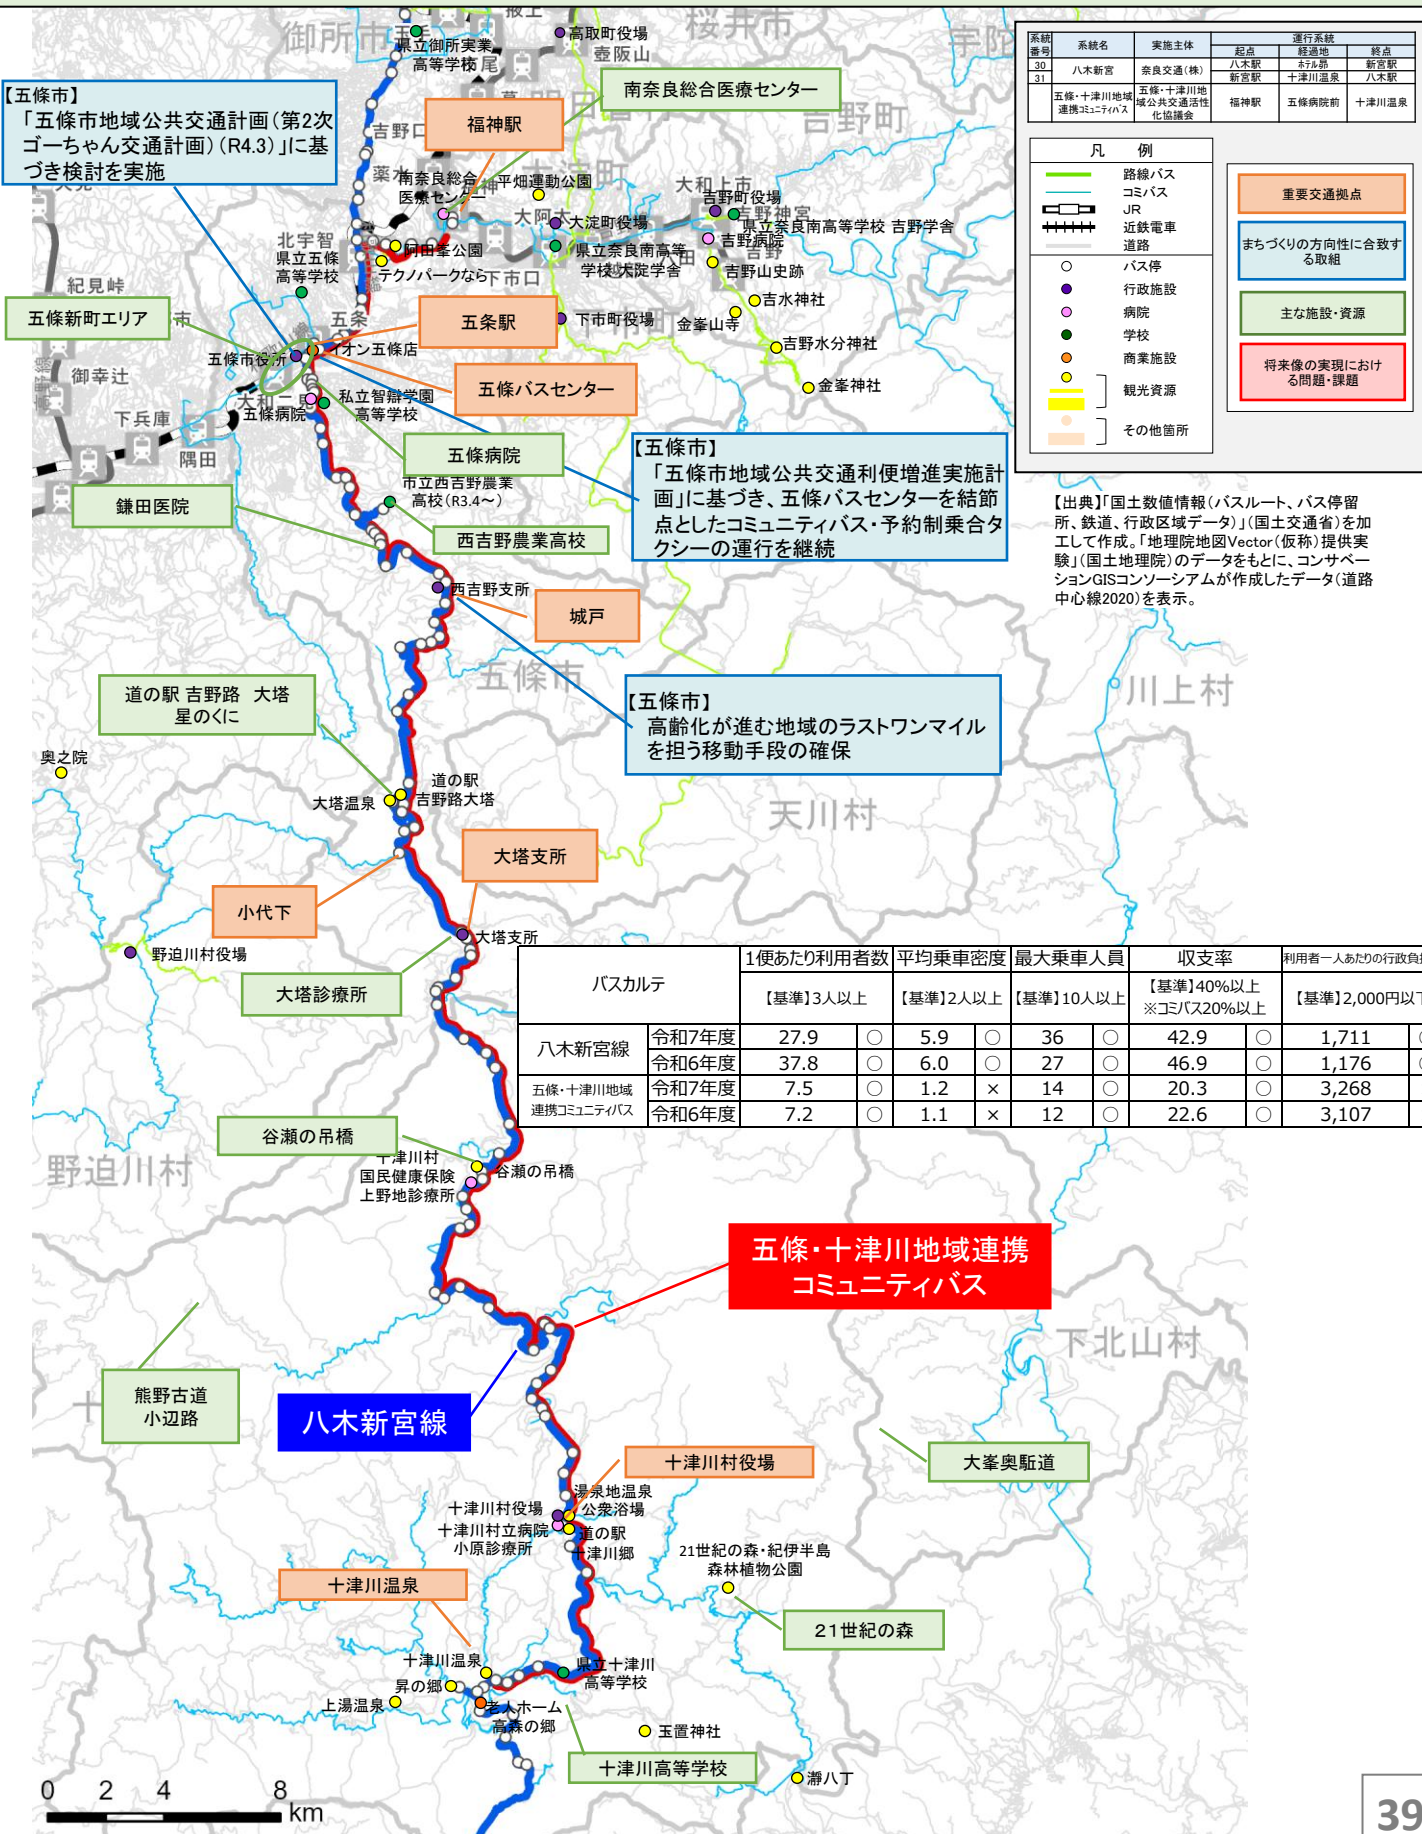 御所市
玉手
掖上
桜井市
宇陀
県立御所実業
高等学校
市尾
高取町役場
壺阪山
南奈良総合医療センター
【五條市】
「五條市地域公共交通計画(第2次
ゴーちゃん交通計画)(R4.3)」に基
づき検討を実施
福神駅
吉野口
吉野町
薬水
南奈良総合
医療センター
福神
平畑運動公園
大阿太
大淀町役場
大和上市
吉野町役場
吉野神宮
県立奈良南高等学校 吉野学舎
吉野病院
吉野
吉野山史跡
北宇智
県立五條
高等学校
阿田峯公園
テクノパークなら
下市口
県立奈良南高等
学校 大淀学舎
越部
紀見峠
五條新町エリア
五条
五条駅
下市町役場
吉水神社
金峯山寺
吉野水分神社
金峯神社
五條市役所
イオン五條店
御幸辻
大和二見
五條バスセンター
私立智辯学園
高等学校
五條病院
下兵庫
隅田
五條病院
市立西吉野農業
高校(R3.4~)
鎌田医院
西吉野農業高校
【五條市】
「五條市地域公共交通利便増進実施計
画」に基づき、五條バスセンターを結節
点としたコミュニティバス・予約制乗合タ
クシーの運行を継続
西吉野支所
城戸
五條市
川上村
道の駅 吉野路 大塔
星のくに
【五條市】
高齢化が進む地域のラストワンマイル
を担う移動手段の確保
奥之院
道の駅
吉野路大塔
大塔温泉
天川村
大塔支所
小代下
大塔支所
野迫川村役場
大塔診療所
系統
番号
系統名
実施主体
運行系統
起点
経過地
終点
30
八木新宮
奈良交通(株)
八木駅
ホテル昴
新宮駅
31
新宮駅
十津川温泉
八木駅
五條・十津川地域
連携コミュニティバス
五條・十津川地
域公共交通活性
化協議会
福神駅
五條病院前
十津川温泉
凡 例
路線バス
コミバス
JR
近鉄電車
道路
バス停
行政施設
病院
学校
商業施設
観光資源
その他箇所
重要交通拠点
まちづくりの方向性に合致す
る取組
主な施設・資源
将来像の実現におけ
る問題・課題
【出典】「国土数値情報(バスルート、バス停留
所、鉄道、行政区域データ)」(国土交通省)を加
工して作成。「地理院地図Vector(仮称)提供実
験」(国土地理院)のデータをもとに、コンサベー
ションGISコンソーシアムが作成したデータ(道路
中心線2020)を表示。
バスカルテ
1便あたり利用者数 平均乗車密度 最大乗車人員 収支率 利用者一人あたりの行政負
【基準】3人以上 【基準】2人以上 【基準】10人以上 【基準】40%以上
※コミバス20%以上 【基準】2,000円以下
八木新宮線
令和7年度 27.9 ○ 5.9 ○ 36 ○ 42.9 ○ 1,711
令和6年度 37.8 ○ 6.0 ○ 27 ○ 46.9 ○ 1,176
五條・十津川地域
連携コミュニティバス
令和7年度 7.5 ○ 1.2 × 14 ○ 20.3 ○ 3,268
令和6年度 7.2 ○ 1.1 × 12 ○ 22.6 ○ 3,107
谷瀬の吊橋
野迫川村
十津川村
国民健康保険
上野地診療所
谷瀬の吊橋
五條・十津川地域連携
コミュニティバス
下北山村
熊野古道
小辺路
八木新宮線
大峯奥駈道
十津川村役場
湯泉地温泉
公衆浴場
十津川村役場
十津川村立病院
小原診療所
道の駅
十津川郷
21世紀の森・紀伊半島
森林植物公園
十津川温泉
21世紀の森
十津川温泉
県立十津川
高等学校
昴の郷
上湯温泉
老人ホーム
高森の郷
玉置神社
十津川高等学校
瀞八丁
0 2 4 8
km
39